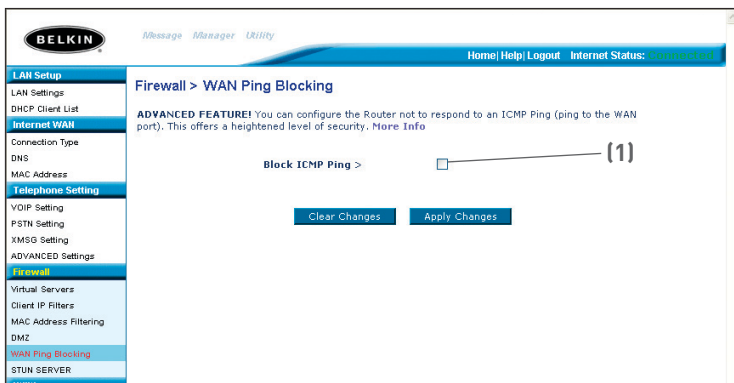 BELKIN
Message Manager Utility
Home| Help| Logout Internet Status: Connected
LAN Setup
LAN Settings
DHCP Client List
Internet WAN
Connection Type
DNS
MAC Address
Telephone Setting
VOIP Setting
PSTN Setting
XMSG Setting
ADVANCED Settings
Firewall
Virtual Servers
Client IP Filters
MAC Address Filtering
DMZ
WAN Ping Blocking
STUN SERVER
Firewall > WAN Ping Blocking
ADVANCED FEATURE! You can configure the Router not to respond to an ICMP Ping (ping to the WAN
port). This offers a heightened level of security. More Info
Block ICMP Ping >
(1)
Clear Changes
Apply Changes